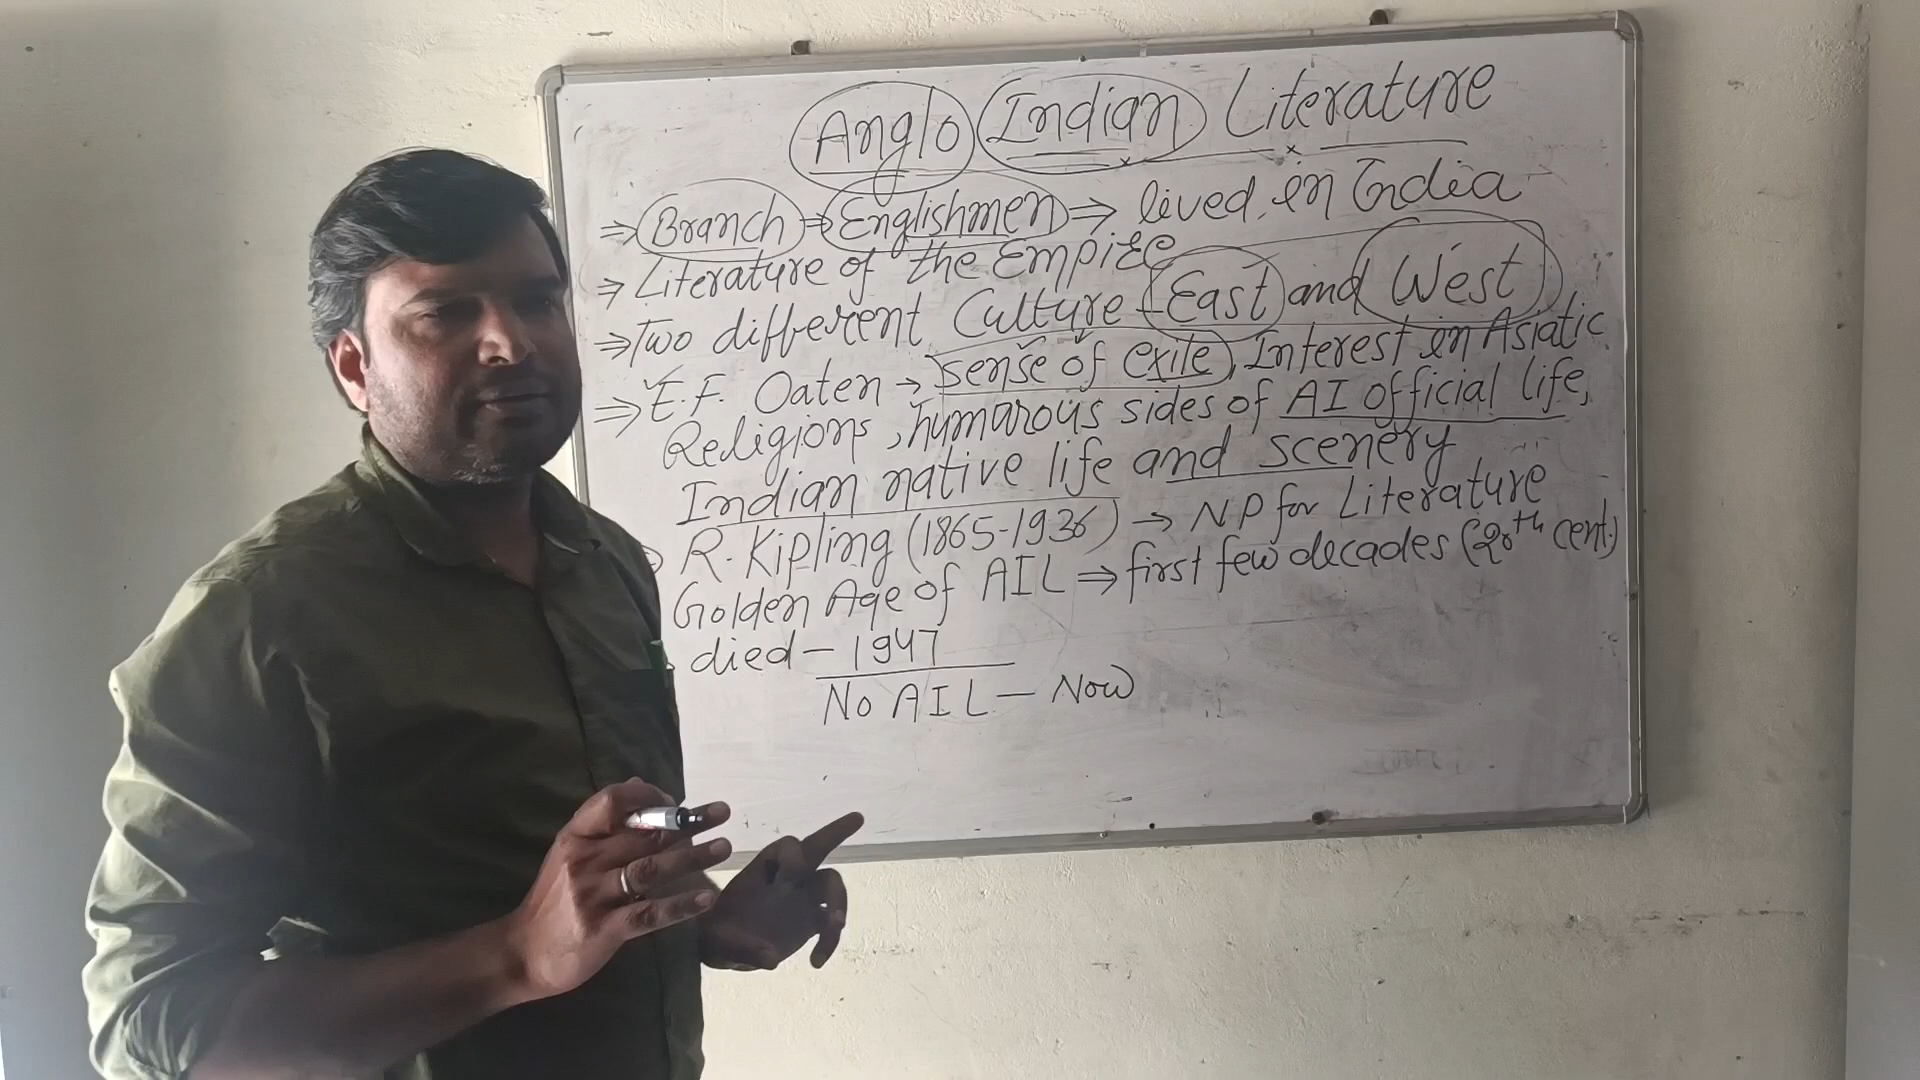 Anglo Indian Literature
⇒ Branch ⇒ Englishmen ⇒ lived in India
⇒ Literature of the Empire
⇒ Two different Culture - East and West
⇒ E.F. Oaten → sense of exile, Interest in Asiatic
Religions, humarous sides of AI official life,
Indian native life and scenery
R. Kipling (1865-1936) → NP for Literature
Golden Age of AIL ⇒ first few decades (20th cent.)
died - 1947
No AIL - Now